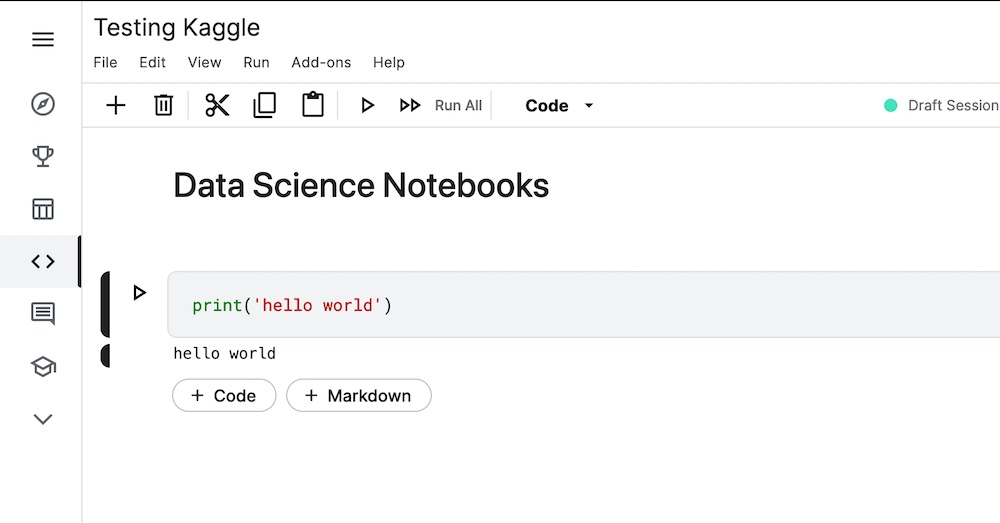 Testing Kaggle
File Edit View Run Add-ons Help
Run All Code Draft Session
Data Science Notebooks
print('hello world')
hello world
+ Code + Markdown